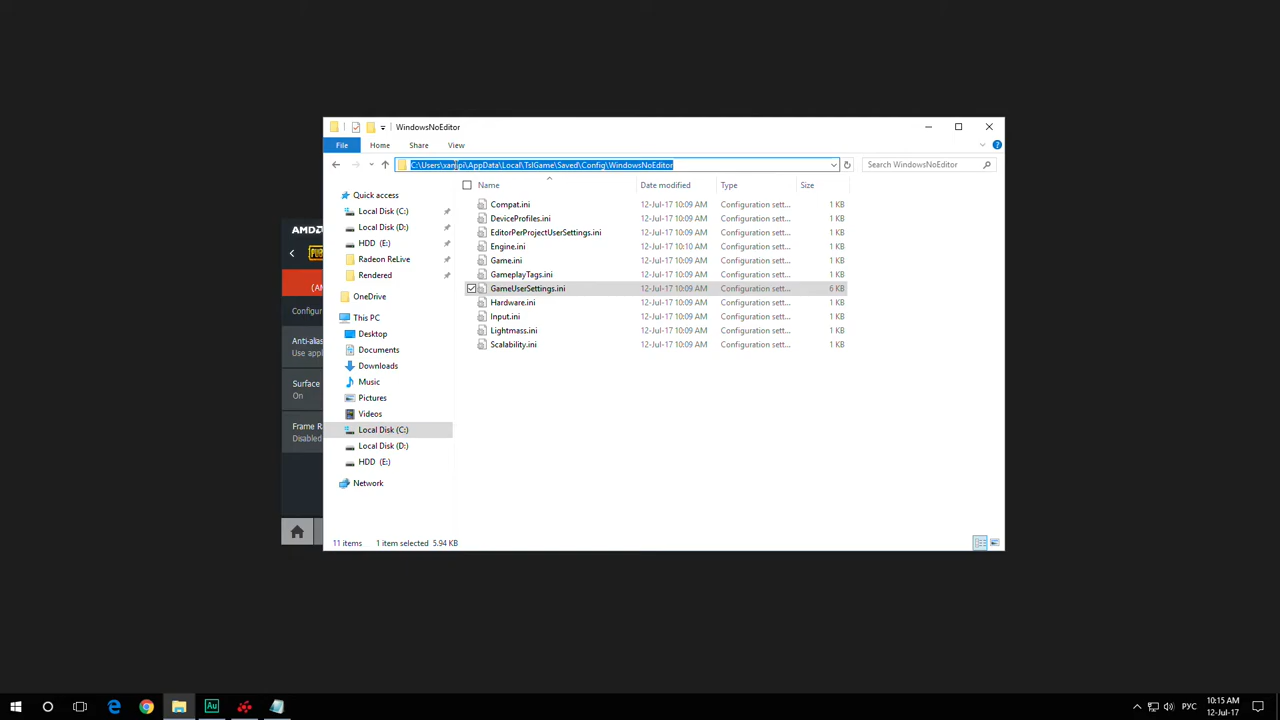 WindowsNoEditor
File Home Share View
C:\Users\xanjpi\AppData\Local\TslGame\Saved\Config\WindowsNoEditor
Search WindowsNoEditor
Name Date modified Type Size
Quick access
Local Disk (C:)
Local Disk (D:)
HDD (E:)
Radeon ReLive
Rendered
OneDrive
This PC
Desktop
Documents
Downloads
Music
Pictures
Videos
Local Disk (C:)
Local Disk (D:)
HDD (E:)
Network
Compat.ini 12-Jul-17 10:09 AM Configuration sett... 1 KB
DeviceProfiles.ini 12-Jul-17 10:09 AM Configuration sett... 1 KB
EditorPerProjectUserSettings.ini 12-Jul-17 10:09 AM Configuration sett... 1 KB
Engine.ini 12-Jul-17 10:10 AM Configuration sett... 1 KB
Game.ini 12-Jul-17 10:09 AM Configuration sett... 1 KB
GameplayTags.ini 12-Jul-17 10:09 AM Configuration sett... 1 KB
GameUserSettings.ini 12-Jul-17 10:09 AM Configuration sett... 6 KB
Hardware.ini 12-Jul-17 10:09 AM Configuration sett... 1 KB
Input.ini 12-Jul-17 10:09 AM Configuration sett... 1 KB
Lightmass.ini 12-Jul-17 10:09 AM Configuration sett... 1 KB
Scalability.ini 12-Jul-17 10:09 AM Configuration sett... 1 KB
11 items 1 item selected 5.94 KB
AMD
PUBG
(AM
Configur
Anti-alia
Use appl
Surface
On
Frame R
Disabled
Au
РУС
10:15 AM
12-Jul-17